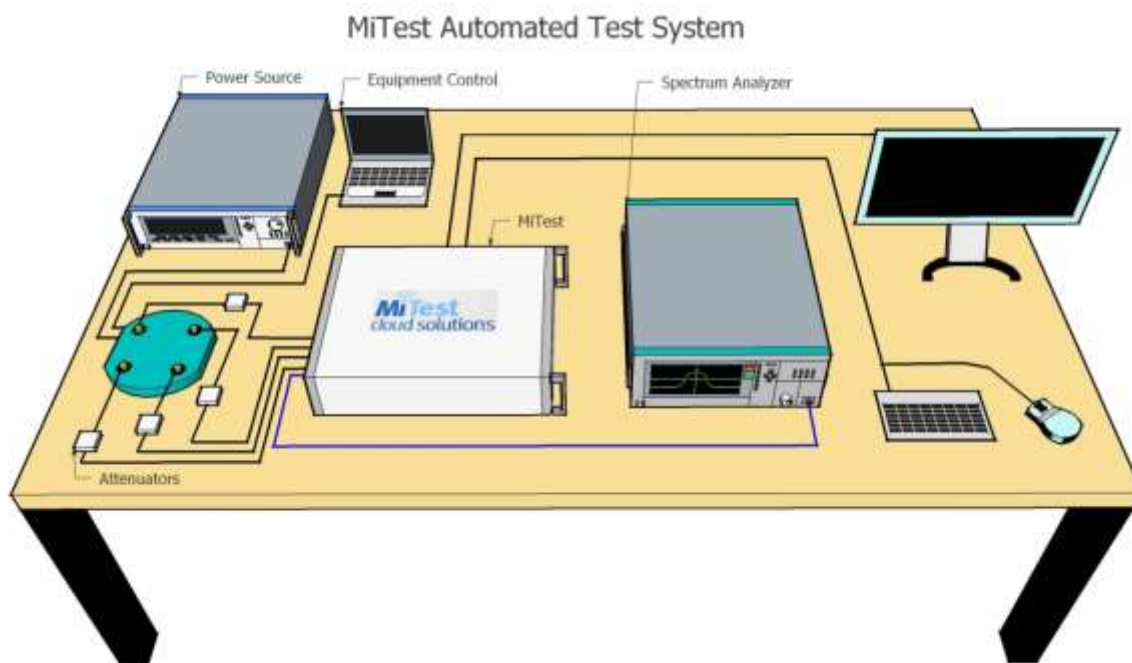 MiTest Automated Test System
Power Source
Equipment Control
Spectrum Analyzer
MiTest
MiTest
cloud solutions
Attenuators